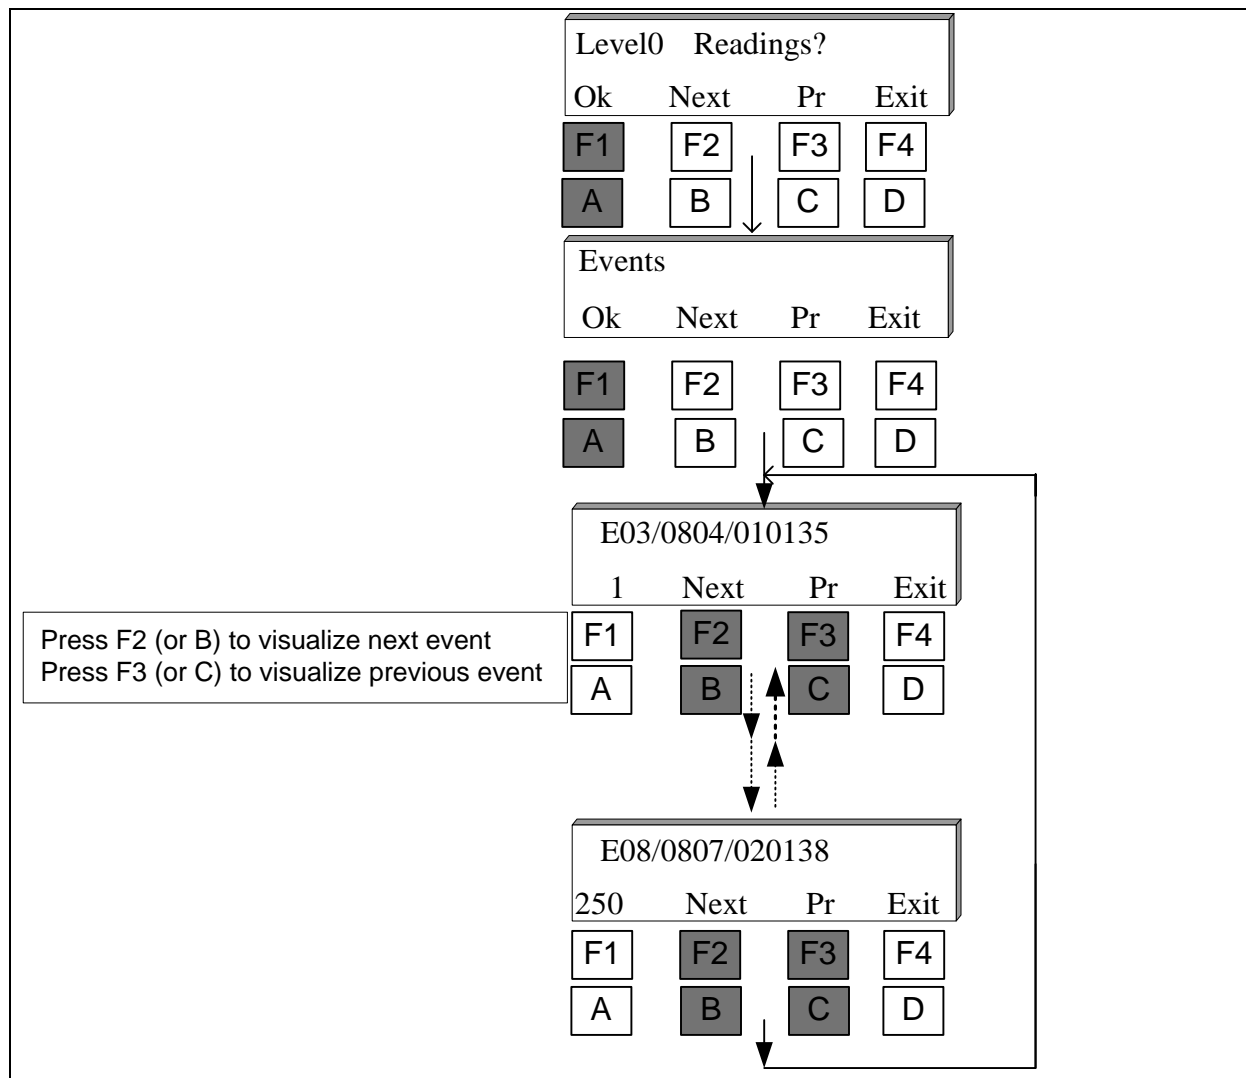 Level0 Readings?
Ok Next Pr Exit
F1 F2 F3 F4
A B C D
Events
Ok Next Pr Exit
F1 F2 F3 F4
A B C D
E03/0804/010135
1 Next Pr Exit
Press F2 (or B) to visualize next event
Press F3 (or C) to visualize previous event
F1 F2 F3 F4
A B C D
E08/0807/020138
250 Next Pr Exit
F1 F2 F3 F4
A B C D